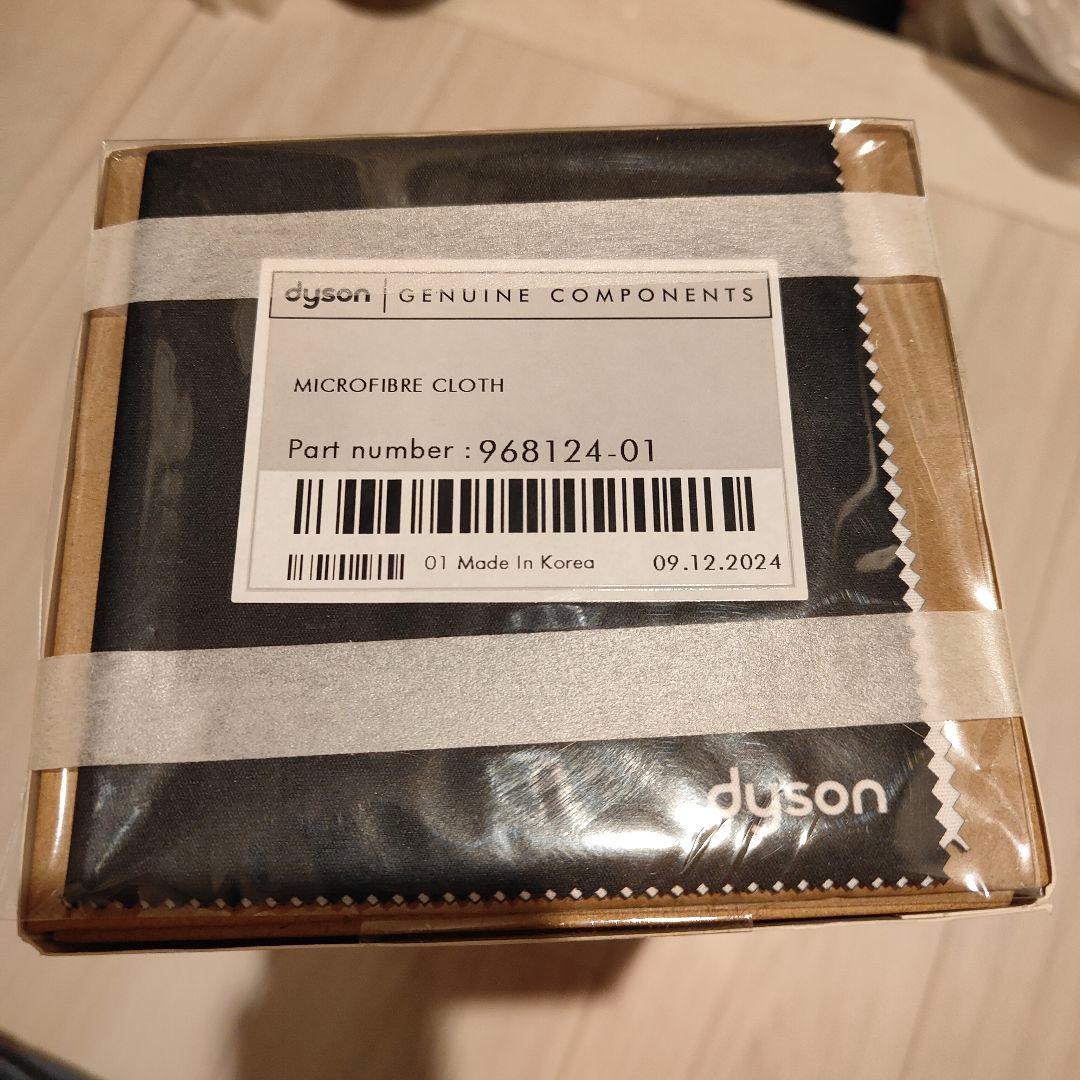 dyson | GENUINE COMPONENTS
MICROFIBRE CLOTH
Part number : 968124-01
01 Made In Korea 09.12.2024
dyson